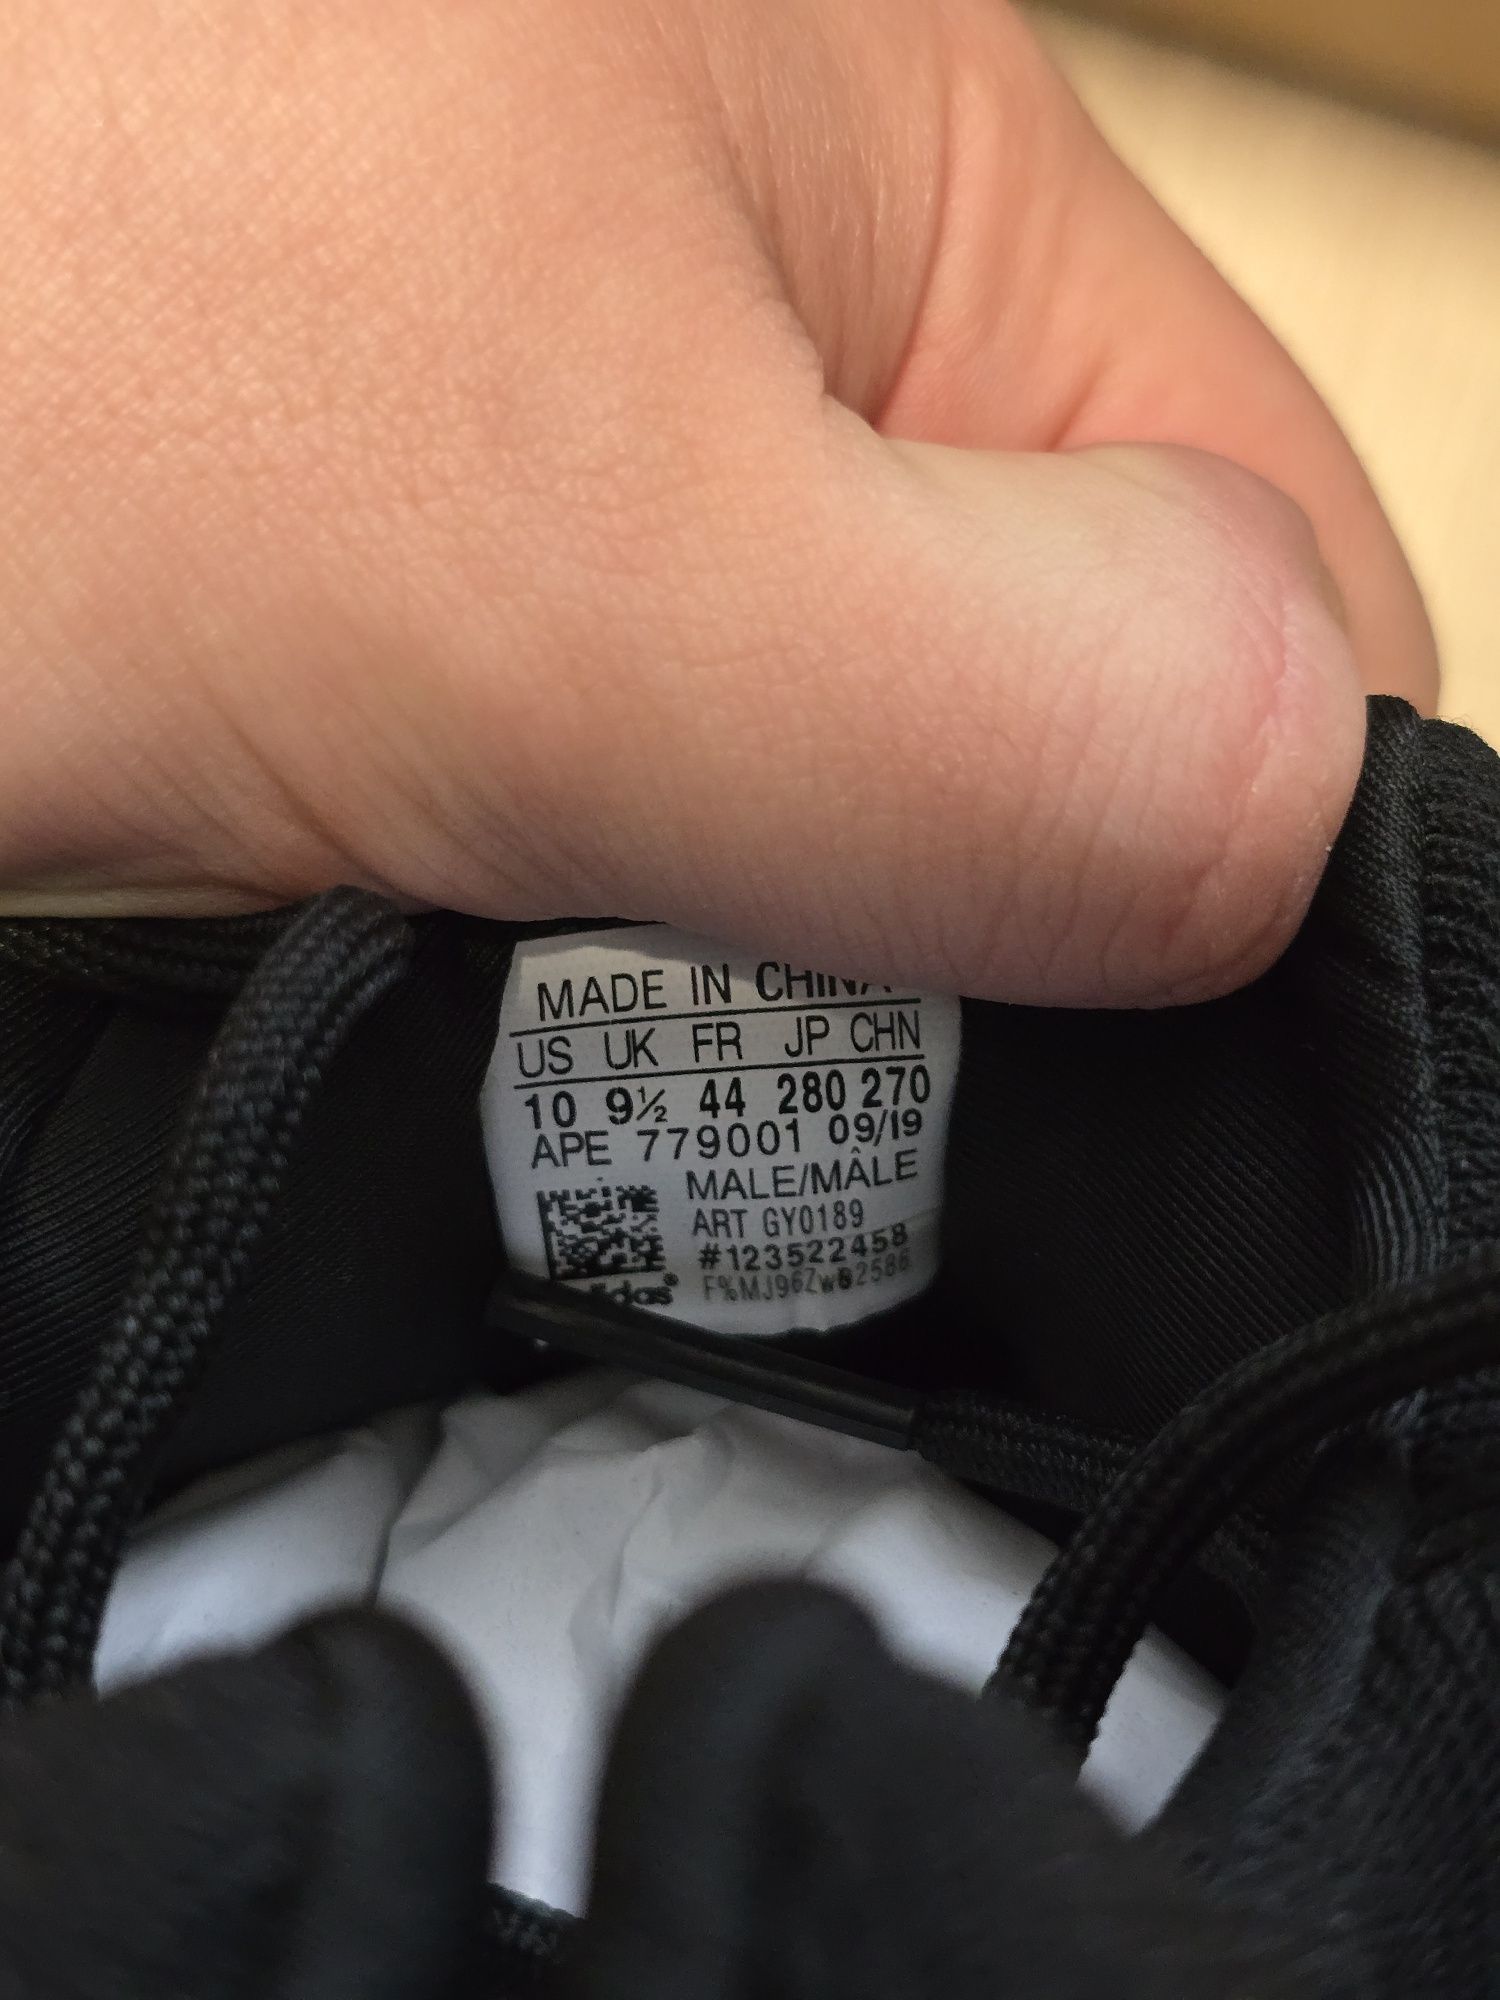 MADE IN CHINA
US UK FR JP CHN
10 9½ 44 280 270
APE 779001 09/19
MALE/MÂLE
ART GY0189
#123522458
adidas®